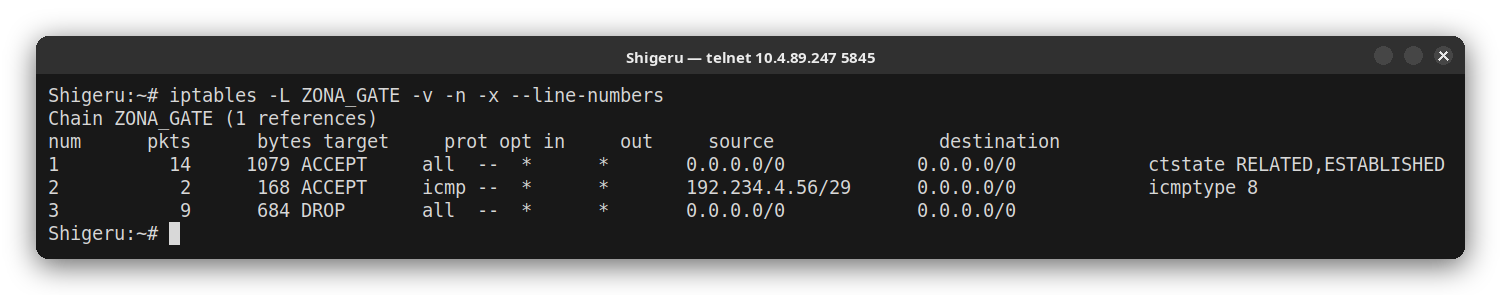 Shigeru — telnet 10.4.89.247 5845
Shigeru:~# iptables -L ZONA_GATE -v -n -x --line-numbers
Chain ZONA_GATE (1 references)
num      pkts      bytes target     prot opt in     out     source               destination
1          14     1079 ACCEPT     all  --  *      *       0.0.0.0/0            0.0.0.0/0            ctstate RELATED,ESTABLISHED
2           2      168 ACCEPT     icmp --  *      *       192.234.4.56/29      0.0.0.0/0            icmptype 8
3           9      684 DROP       all  --  *      *       0.0.0.0/0            0.0.0.0/0
Shigeru:~#